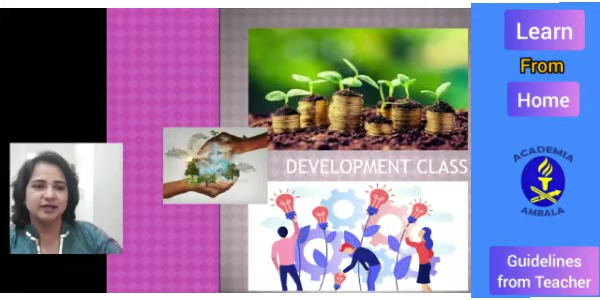 DEVELOPMENT CLASS
Learn
From
Home
ACADEMIA
AMBALA
Guidelines
from Teacher